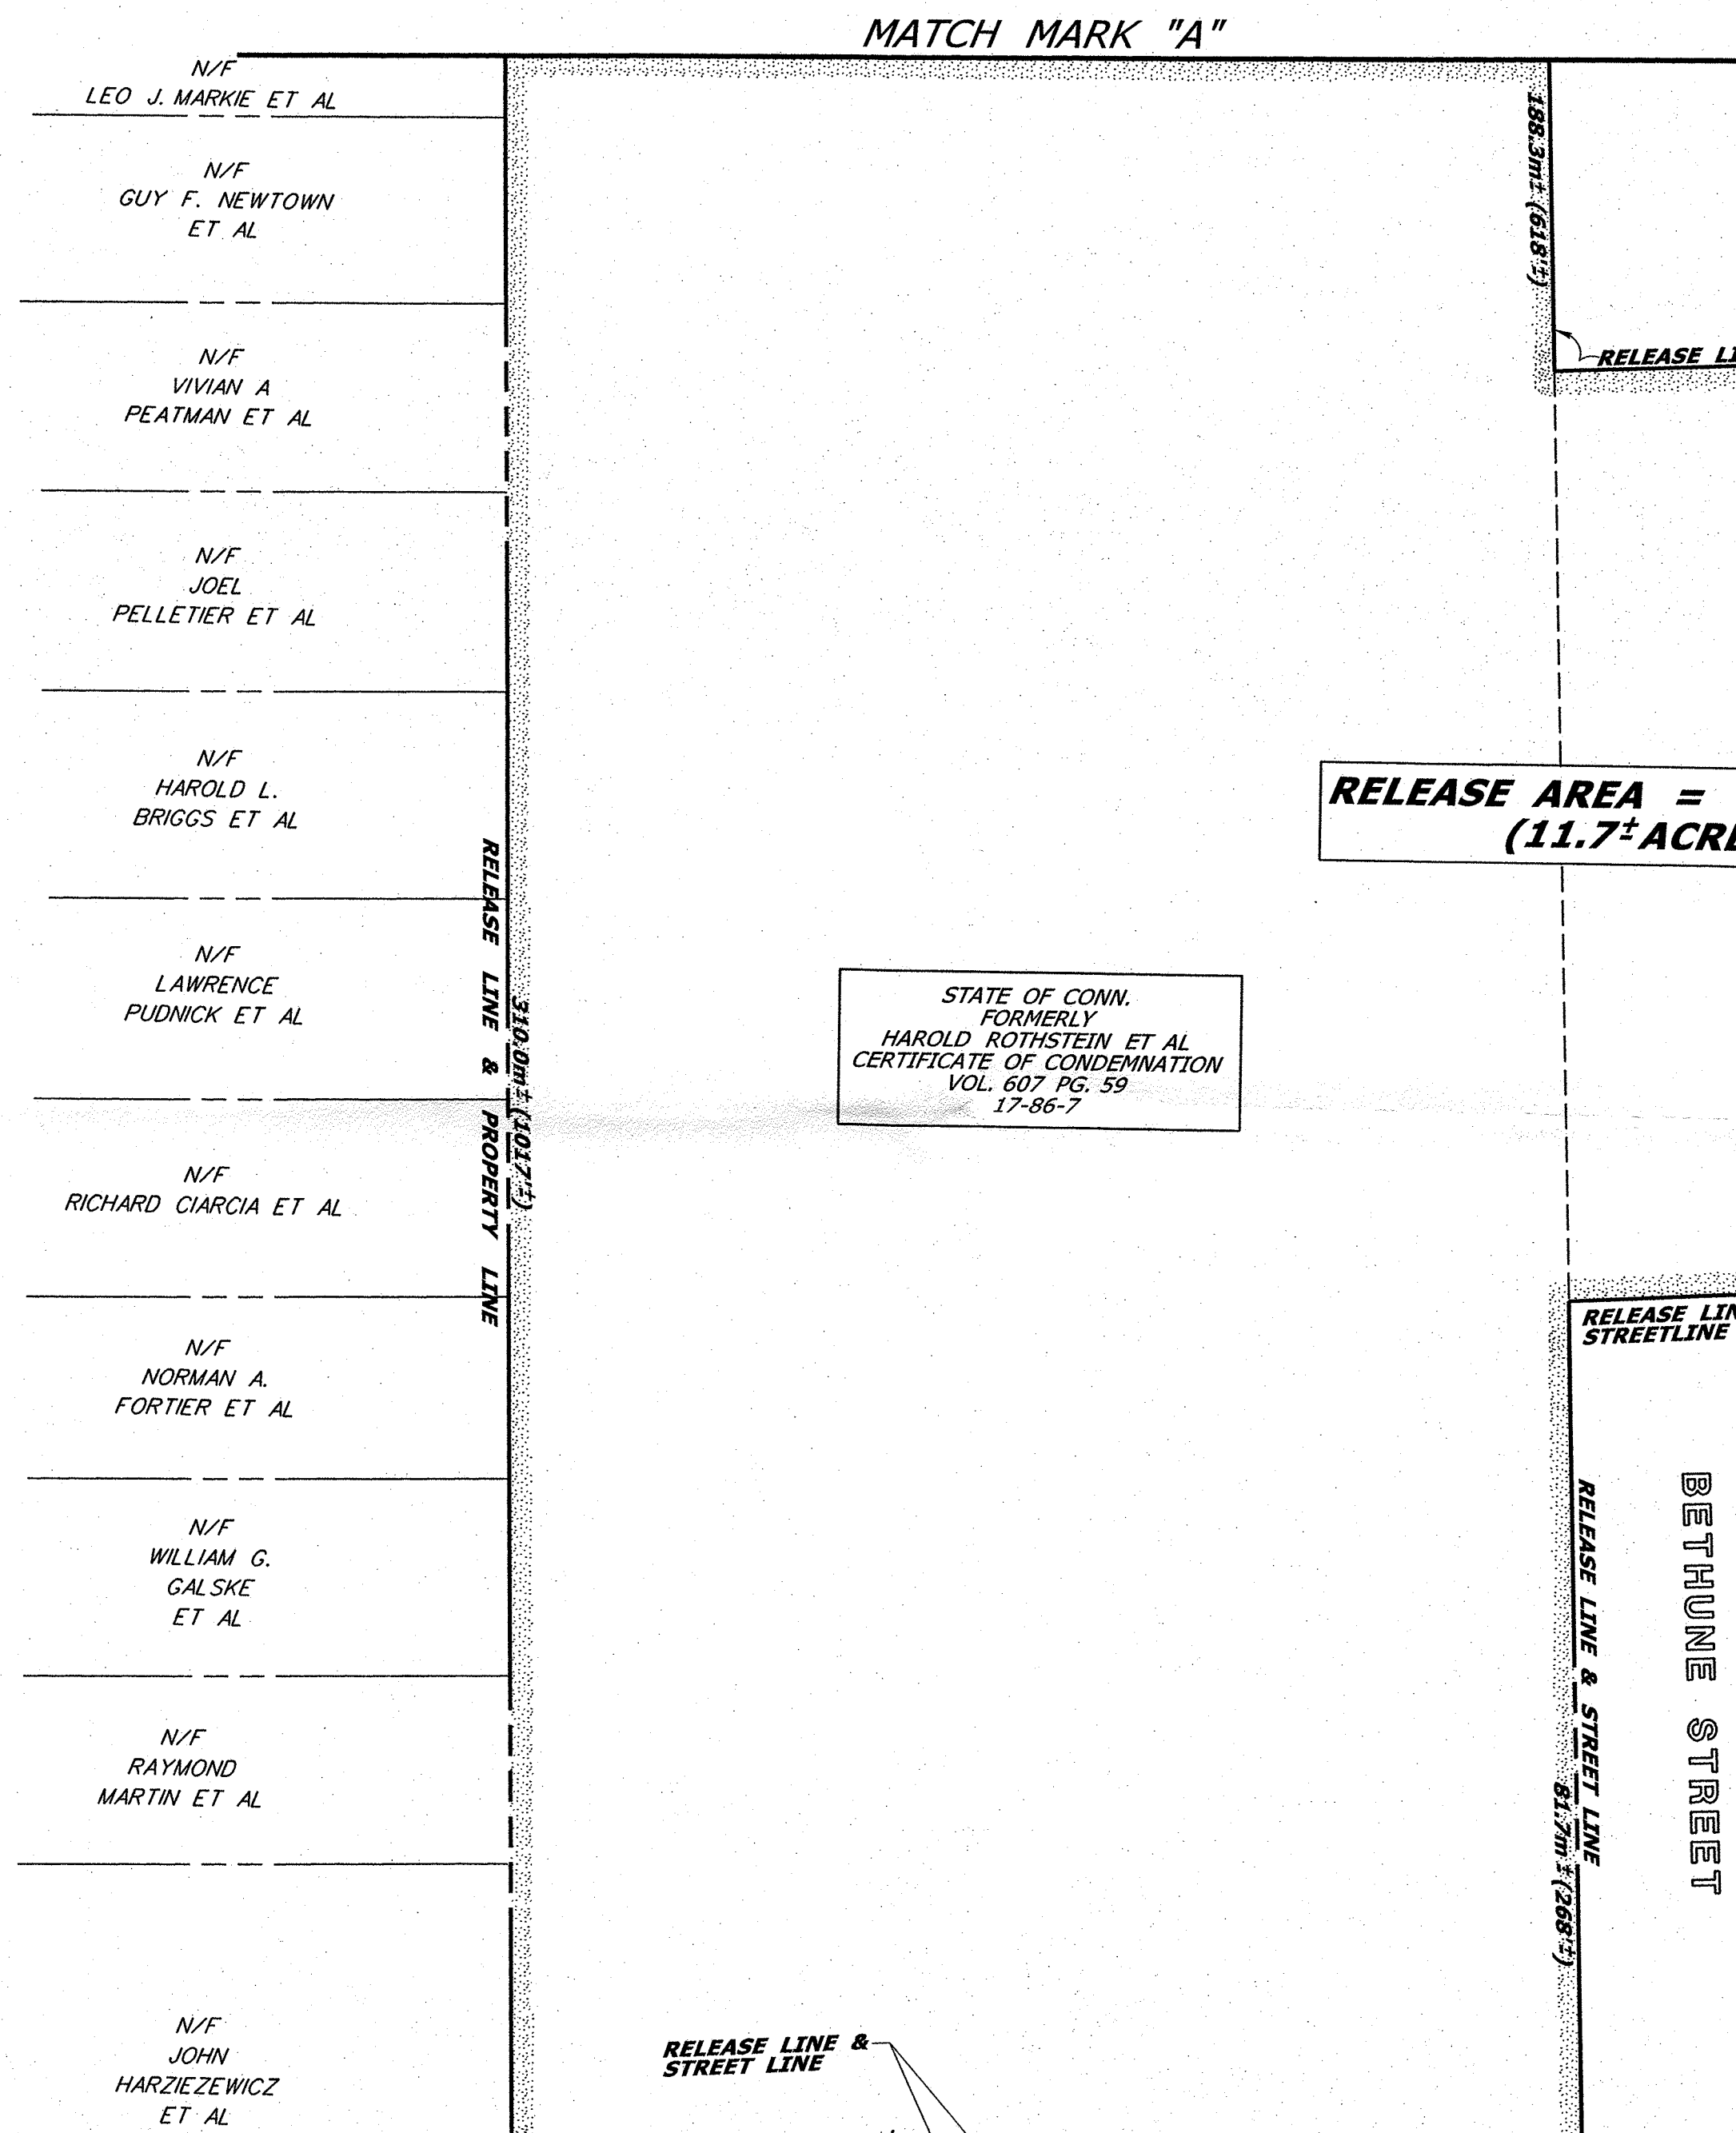 MATCH MARK "A"
N/F
LEO J. MARKIE ET AL
N/F
GUY F. NEWTOWN
ET AL
N/F
VIVIAN A
PEATMAN ET AL
N/F
JOEL
PELLETIER ET AL
N/F
HAROLD L.
BRIGGS ET AL
N/F
LAWRENCE
PUDNICK ET AL
N/F
RICHARD CIARCIA ET AL
N/F
NORMAN A.
FORTIER ET AL
N/F
WILLIAM G.
GALSKE
ET AL
N/F
RAYMOND
MARTIN ET AL
N/F
JOHN
HARZIEZEWICZ
ET AL
RELEASE LINE & PROPERTY LINE
310.0m± (1017'±)
STATE OF CONN.
FORMERLY
HAROLD ROTHSTEIN ET AL
CERTIFICATE OF CONDEMNATION
VOL. 607 PG. 59
17-86-7
RELEASE LINE &
STREET LINE
188.3m± (618'±)
RELEASE LI
RELEASE AREA =
(11.7± ACRE
RELEASE LIN
STREETLINE
RELEASE LINE & STREET LINE
81.7m± (268'±)
BETHUNE STREET